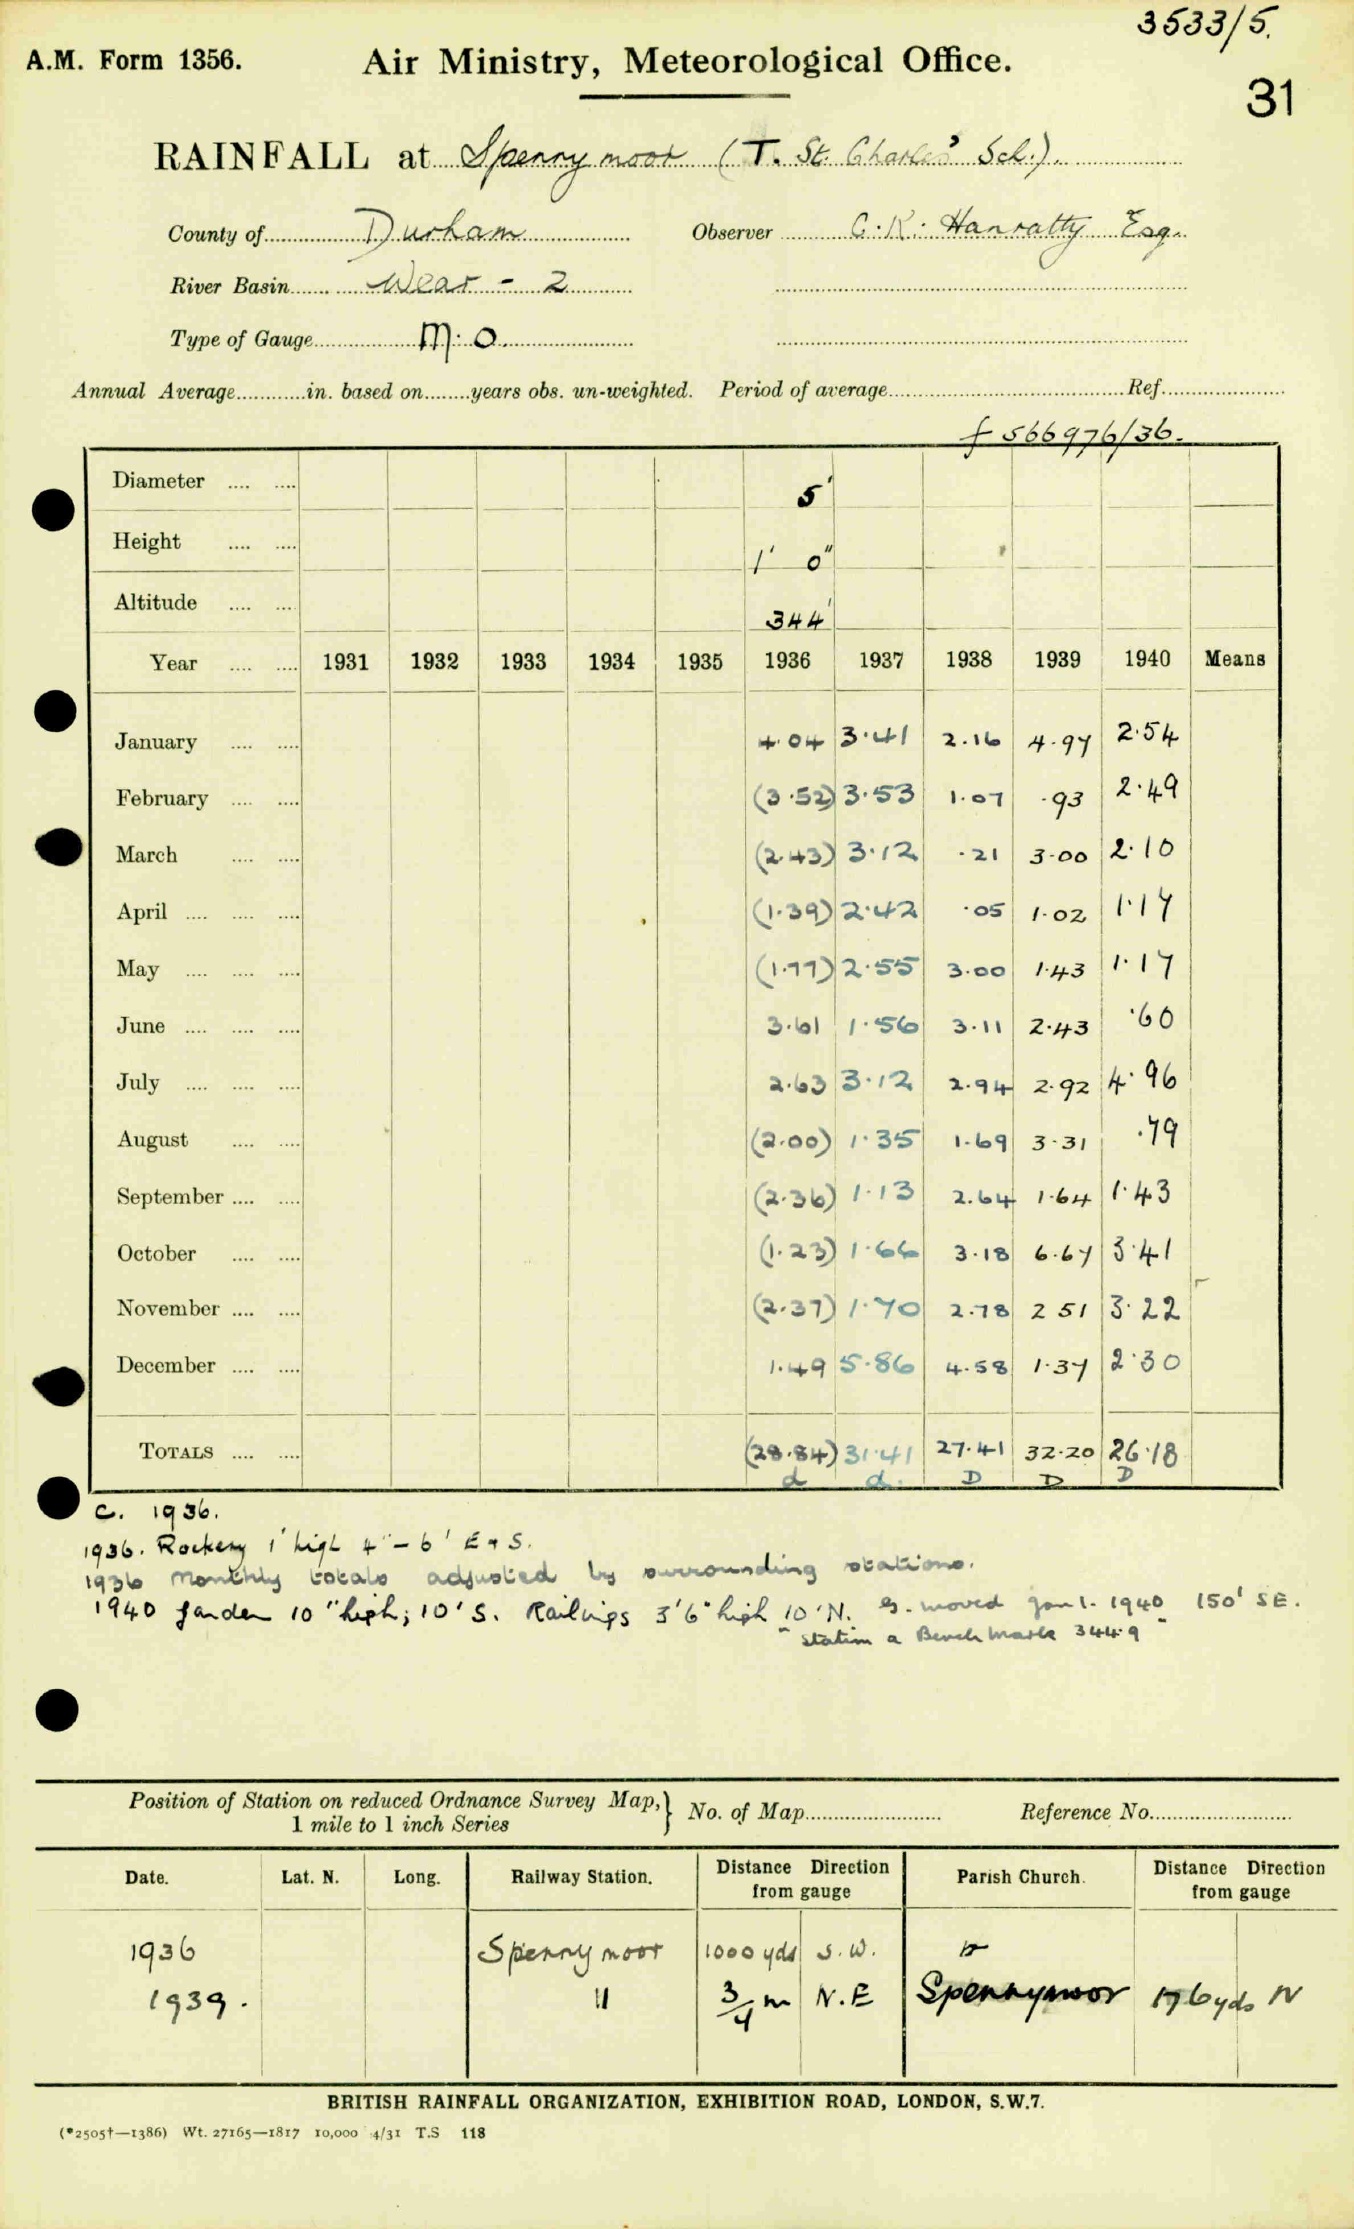 3533/5.
A.M. Form 1356.
Air Ministry, Meteorological Office.
31
RAINFALL at Spennymoor (T. St. Charles' Sch.).
County of Durham Observer C. K. Hanratty Esq.
River Basin Wear - 2
Type of Gauge M.O.
Annual Average in. based on years obs. un-weighted. Period of average Ref.
f 566976/36.
Diameter 5'
Height 1' 0"
Altitude 344'
Year 1931 1932 1933 1934 1935 1936 1937 1938 1939 1940 Means
January 4.04 3.41 2.16 4.97 2.54
February (3.52) 3.53 1.07 .93 2.49
March (2.43) 3.12 .21 3.00 2.10
April (1.39) 2.42 .05 1.02 1.17
May (1.77) 2.55 3.00 1.43 1.17
June 3.61 1.56 3.11 2.43 .60
July 2.63 3.12 2.94 2.92 4.96
August (2.00) 1.35 1.69 3.31 .79
September (2.36) 1.13 2.64 1.64 1.43
October (1.23) 1.66 3.18 6.67 3.41
November (2.37) 1.70 2.78 2 51 3.22
December 1.49 5.86 4.58 1.37 2.30
TOTALS (28.84) 31.41 27.41 32.20 26.18
d d. D D D
C. 1936.
1936. Rockery 1' high 4' - 6' E & S.
1936 Monthly totals adjusted by surrounding stations.
1940 garden 10" high; 10' S. Railings 3'6" high 10' N. G. moved Jan 1. 1940 150' SE.
" Station a Bench Mark 344.9 "
Position of Station on reduced Ordnance Survey Map,} No. of Map Reference No.
1 mile to 1 inch Series
Date. Lat. N. Long. Railway Station. Distance Direction from gauge Parish Church. Distance Direction from gauge
1936 Spennymoor 1000 yds S.W.
1939. 11 3/4 m N.E Spennymoor 176 yds N
BRITISH RAINFALL ORGANIZATION, EXHIBITION ROAD, LONDON, S.W.7.
(*2505†—1386) Wt. 27165—1817 10,000 4/31 T.S 118